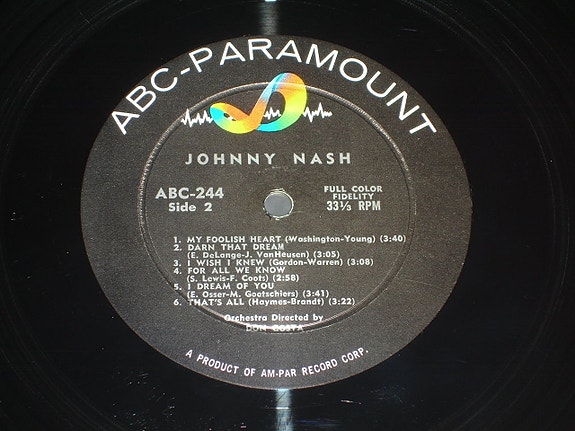 ABC-PARAMOUNT
JOHNNY NASH
ABC-244
Side 2
FULL COLOR
FIDELITY
33⅓ RPM
1. MY FOOLISH HEART (Washington-Young) (3:40)
2. DARN THAT DREAM
(E. DeLange-J. VanHeusen) (3:05)
3. I WISH I KNEW (Gordon-Warren) (3:08)
4. FOR ALL WE KNOW
(S. Lewis-F. Coots) (2:58)
5. I DREAM OF YOU
(E. Osser-M. Goetschiers) (3:41)
6. THAT'S ALL (Haymes-Brandt) (3:22)
Orchestra Directed by
DON COSTA
A PRODUCT OF AM-PAR RECORD CORP.